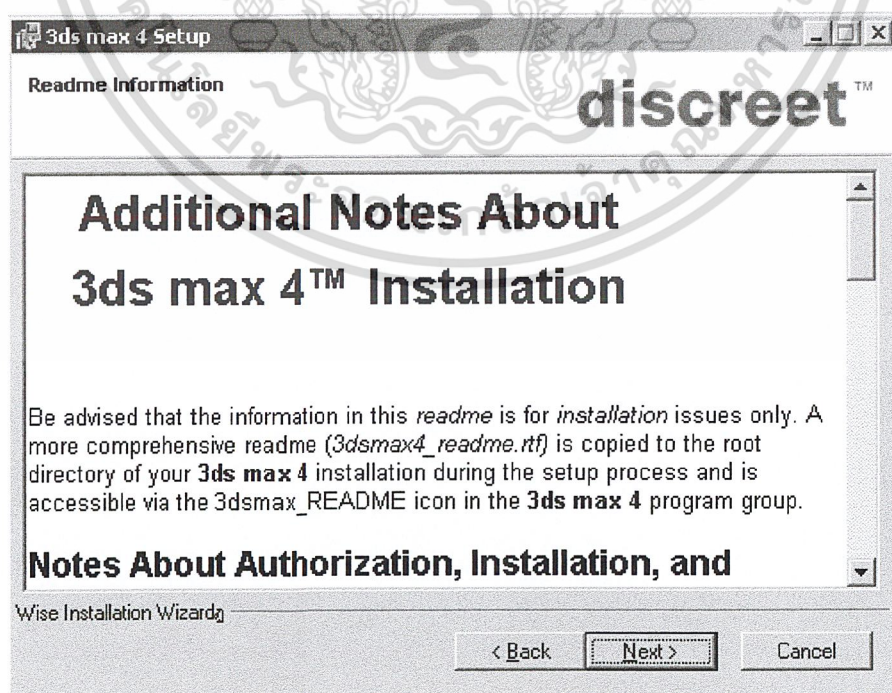 3ds max 4 Setup
Readme Information
discreet™
Additional Notes About
3ds max 4™ Installation
Be advised that the information in this readme is for installation issues only. A
more comprehensive readme (3dsmax4_readme.rtf) is copied to the root
directory of your 3ds max 4 installation during the setup process and is
accessible via the 3dsmax_README icon in the 3ds max 4 program group.
Notes About Authorization, Installation, and
Wise Installation Wizard
< Back
Next >
Cancel